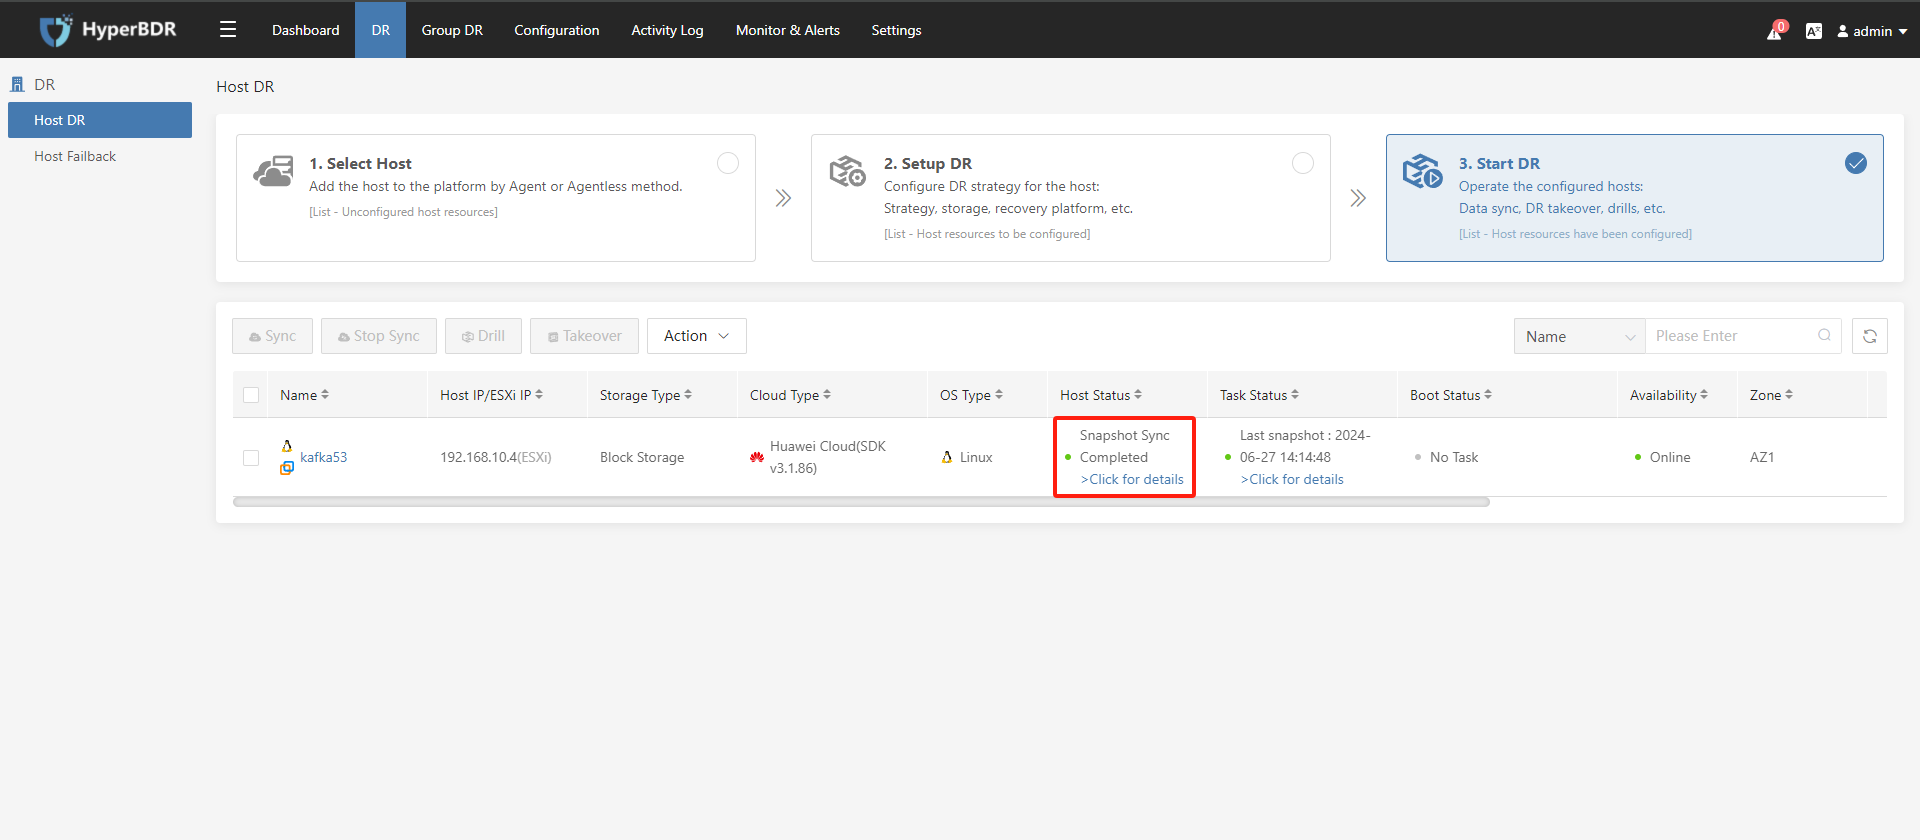 HyperBDR
Dashboard
DR
Group DR
Configuration
Activity Log
Monitor & Alerts
Settings
0
admin
DR
Host DR
Host Failback
Host DR
1. Select Host
Add the host to the platform by Agent or Agentless method.
[List - Unconfigured host resources]
2. Setup DR
Configure DR strategy for the host:
Strategy, storage, recovery platform, etc.
[List - Host resources to be configured]
3. Start DR
Operate the configured hosts:
Data sync, DR takeover, drills, etc.
[List - Host resources have been configured]
Sync
Stop Sync
Drill
Takeover
Action
Name
Please Enter
Name
Host IP/ESXi IP
Storage Type
Cloud Type
OS Type
Host Status
Task Status
Boot Status
Availability
Zone
kafka53
192.168.10.4(ESXi)
Block Storage
Huawei Cloud(SDK
v3.1.86)
Linux
Snapshot Sync
Completed
>Click for details
Last snapshot : 2024-
06-27 14:14:48
>Click for details
No Task
Online
AZ1